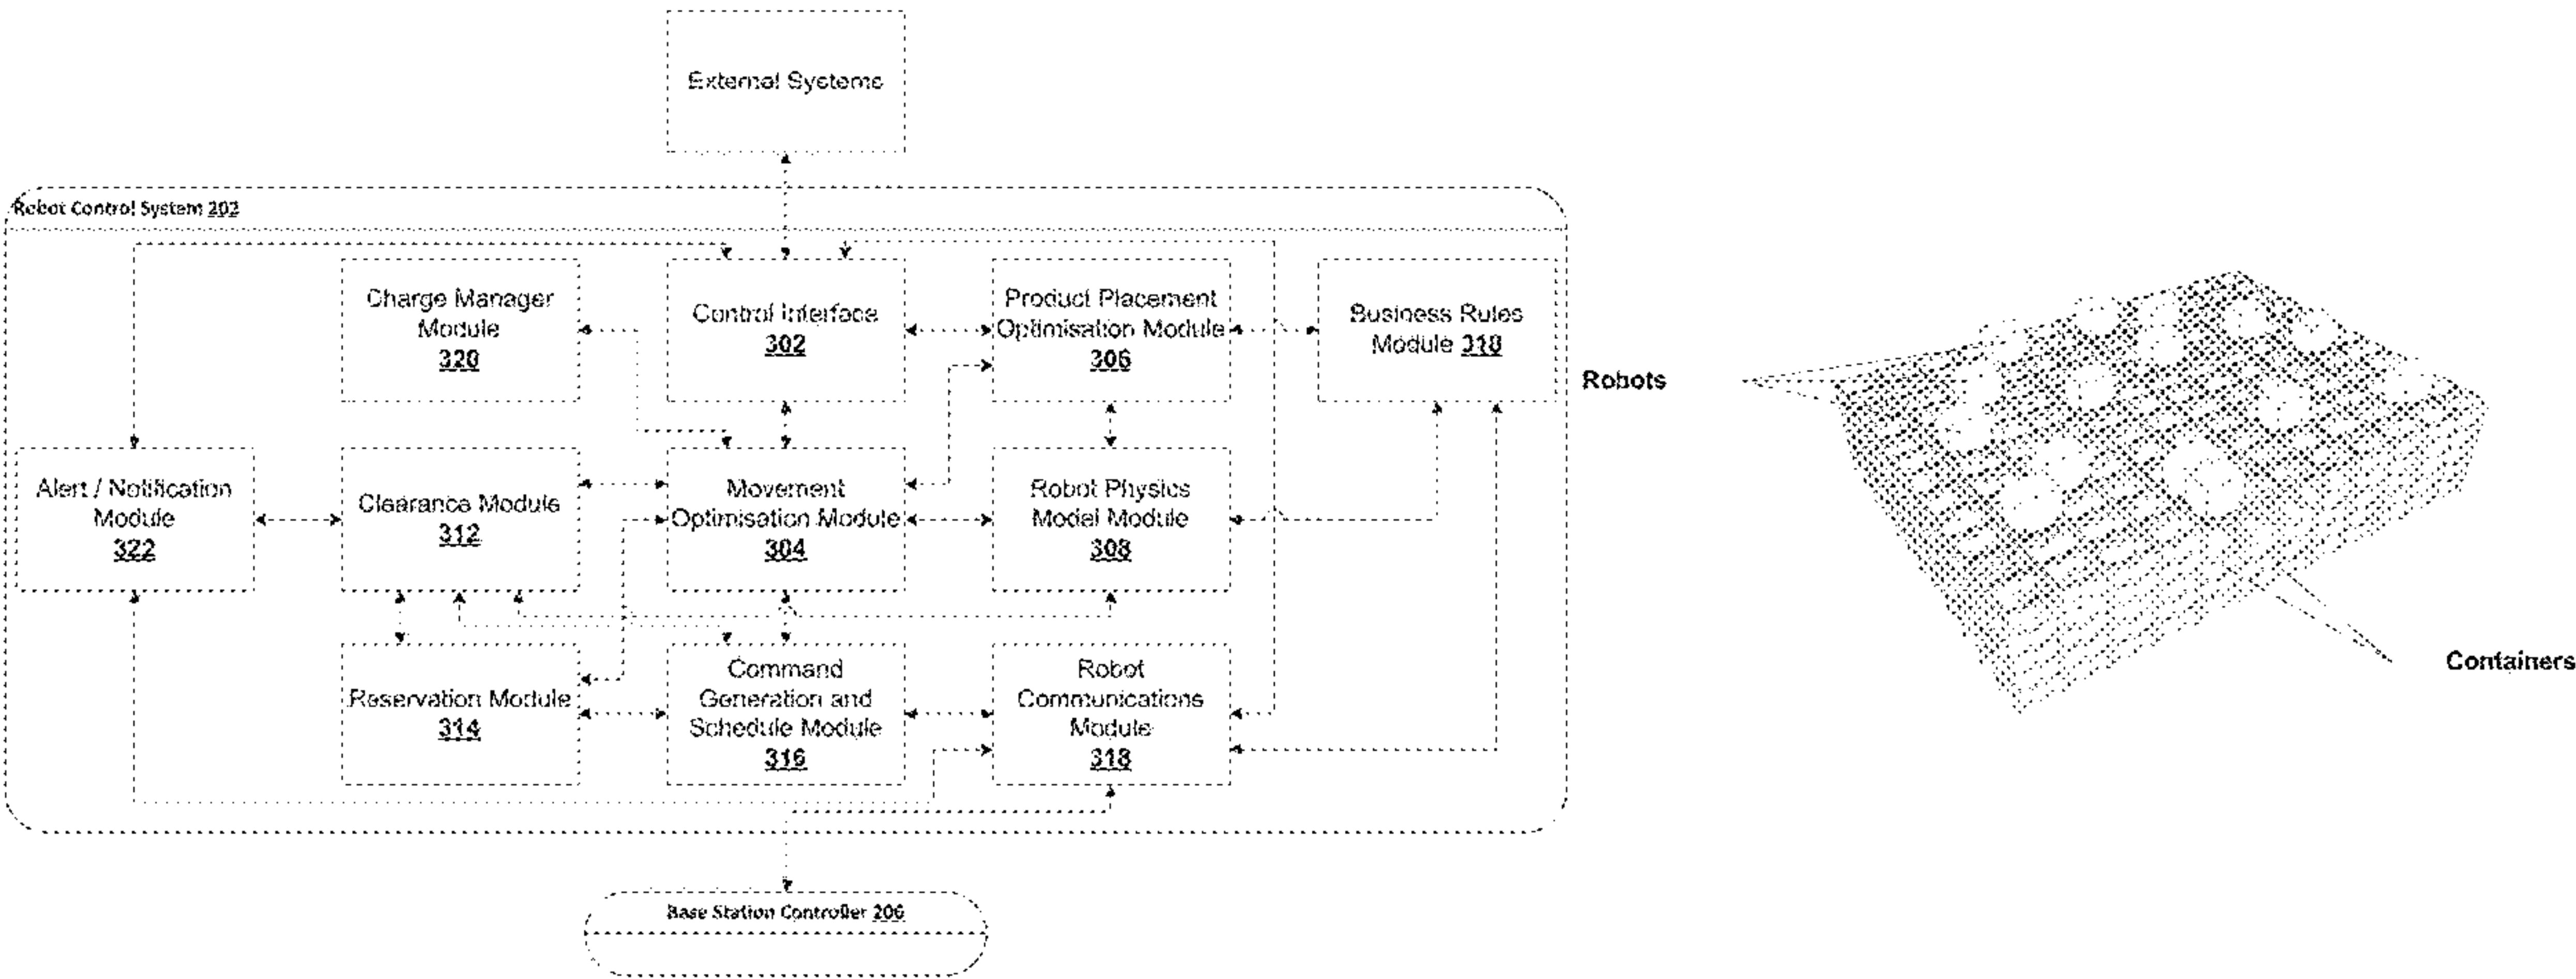 External Systems
Robot Control System 202
Charge Manager
Module
320
Control Interface
302
Product Placement
Optimisation Module
306
Business Rules
Module 310
Robots
Alert / Notification
Module
322
Clearance Module
312
Movement
Optimisation Module
304
Robot Physics
Model Module
308
Reservation Module
314
Command
Generation and
Schedule Module
316
Robot
Communications
Module
318
Containers
Base Station Controller 206